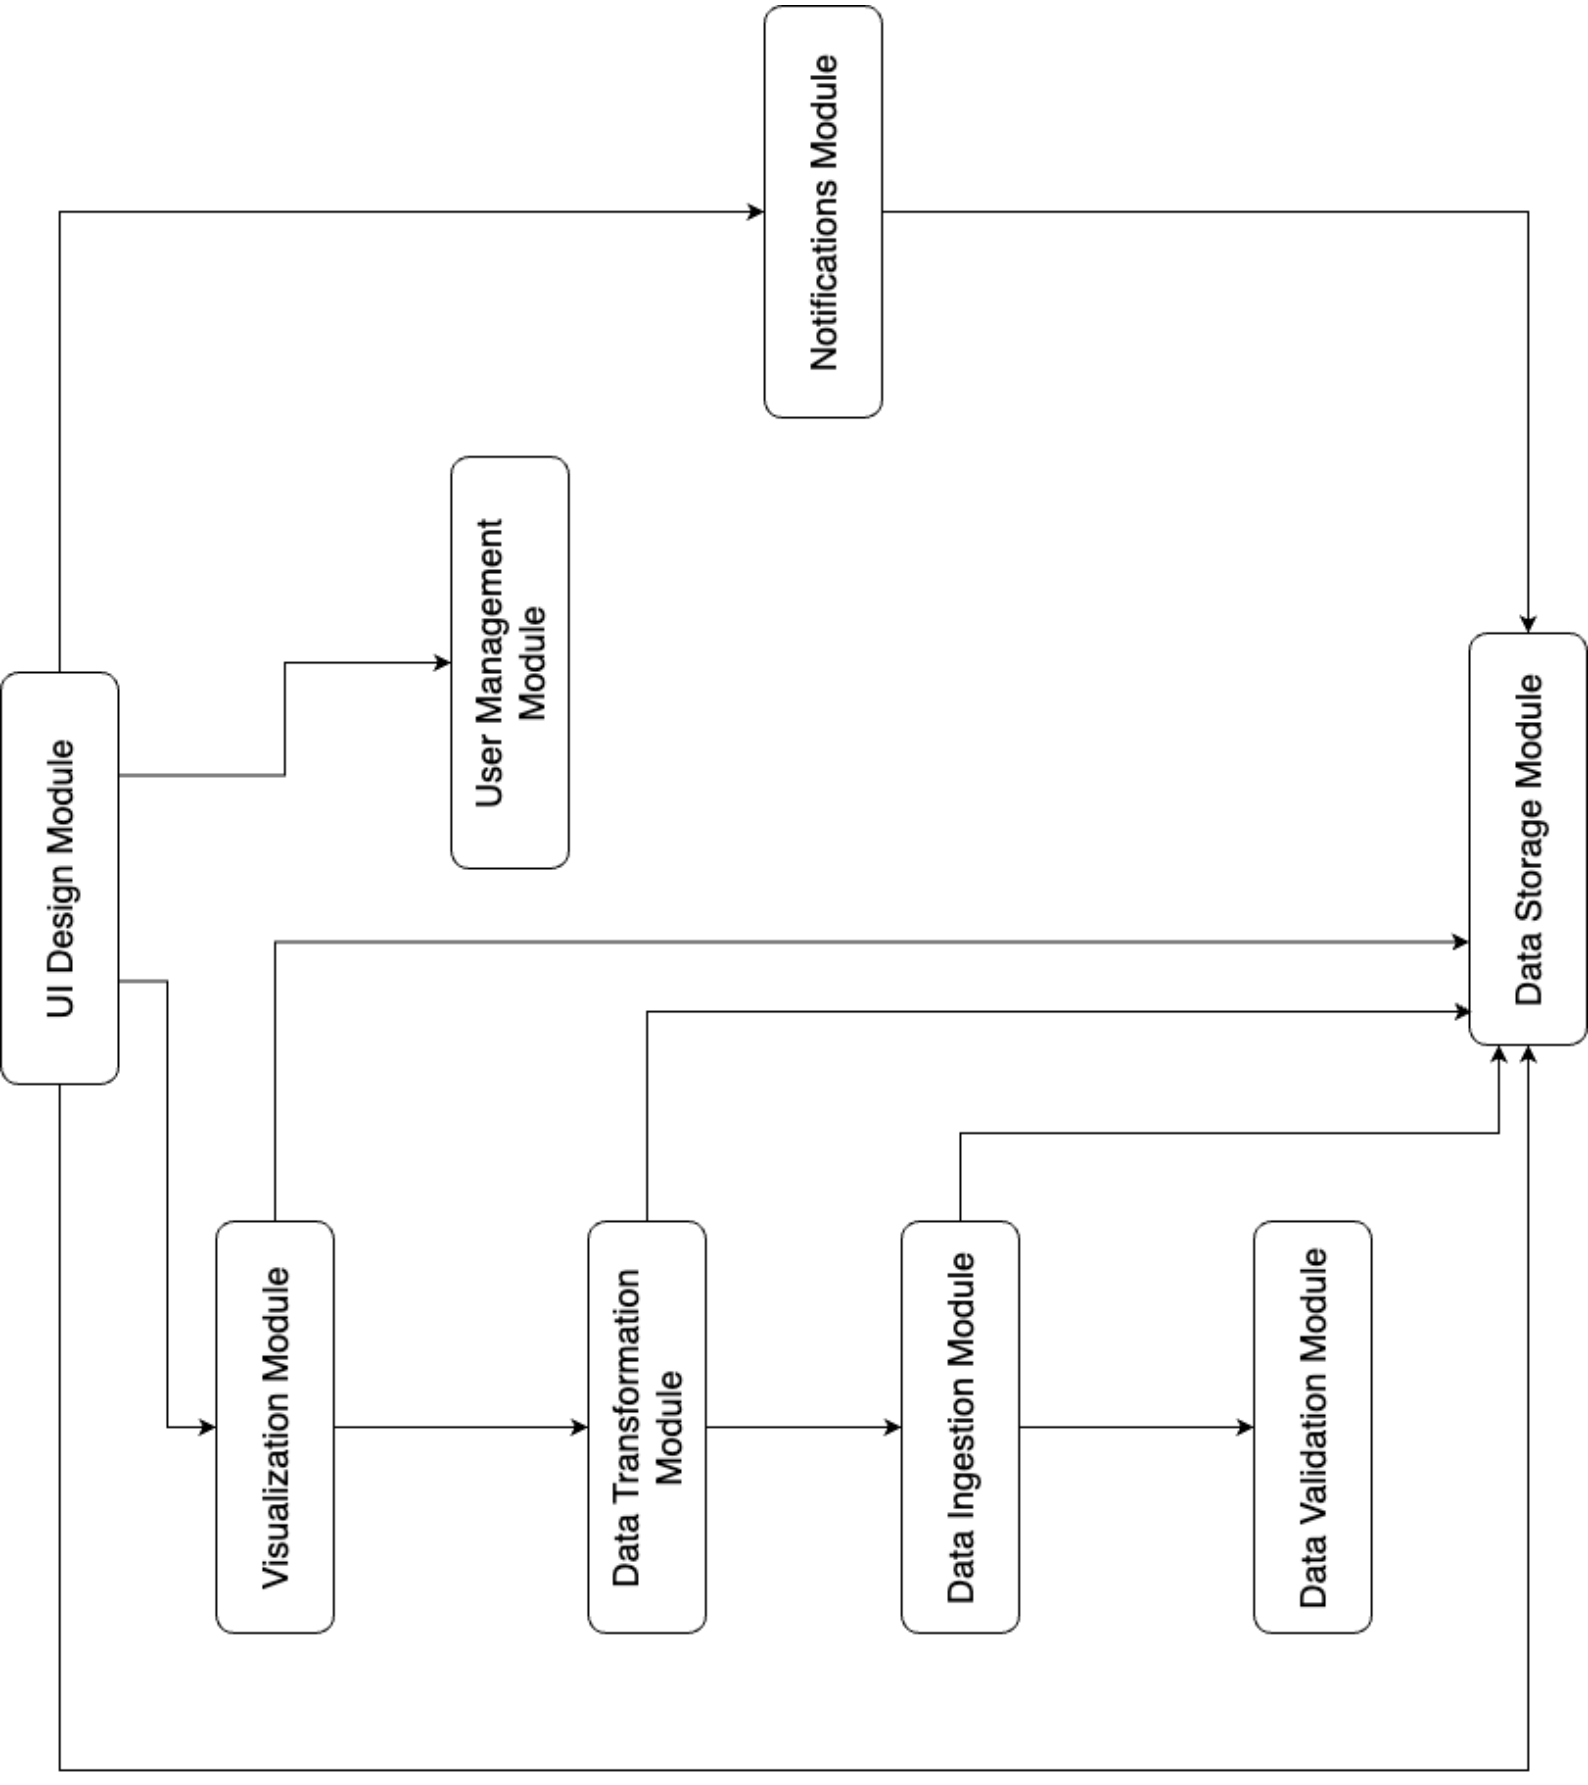 UI Design Module
Visualization Module
User Management
Module
Data Transformation
Module
Notifications Module
Data Ingestion Module
Data Validation Module
Data Storage Module